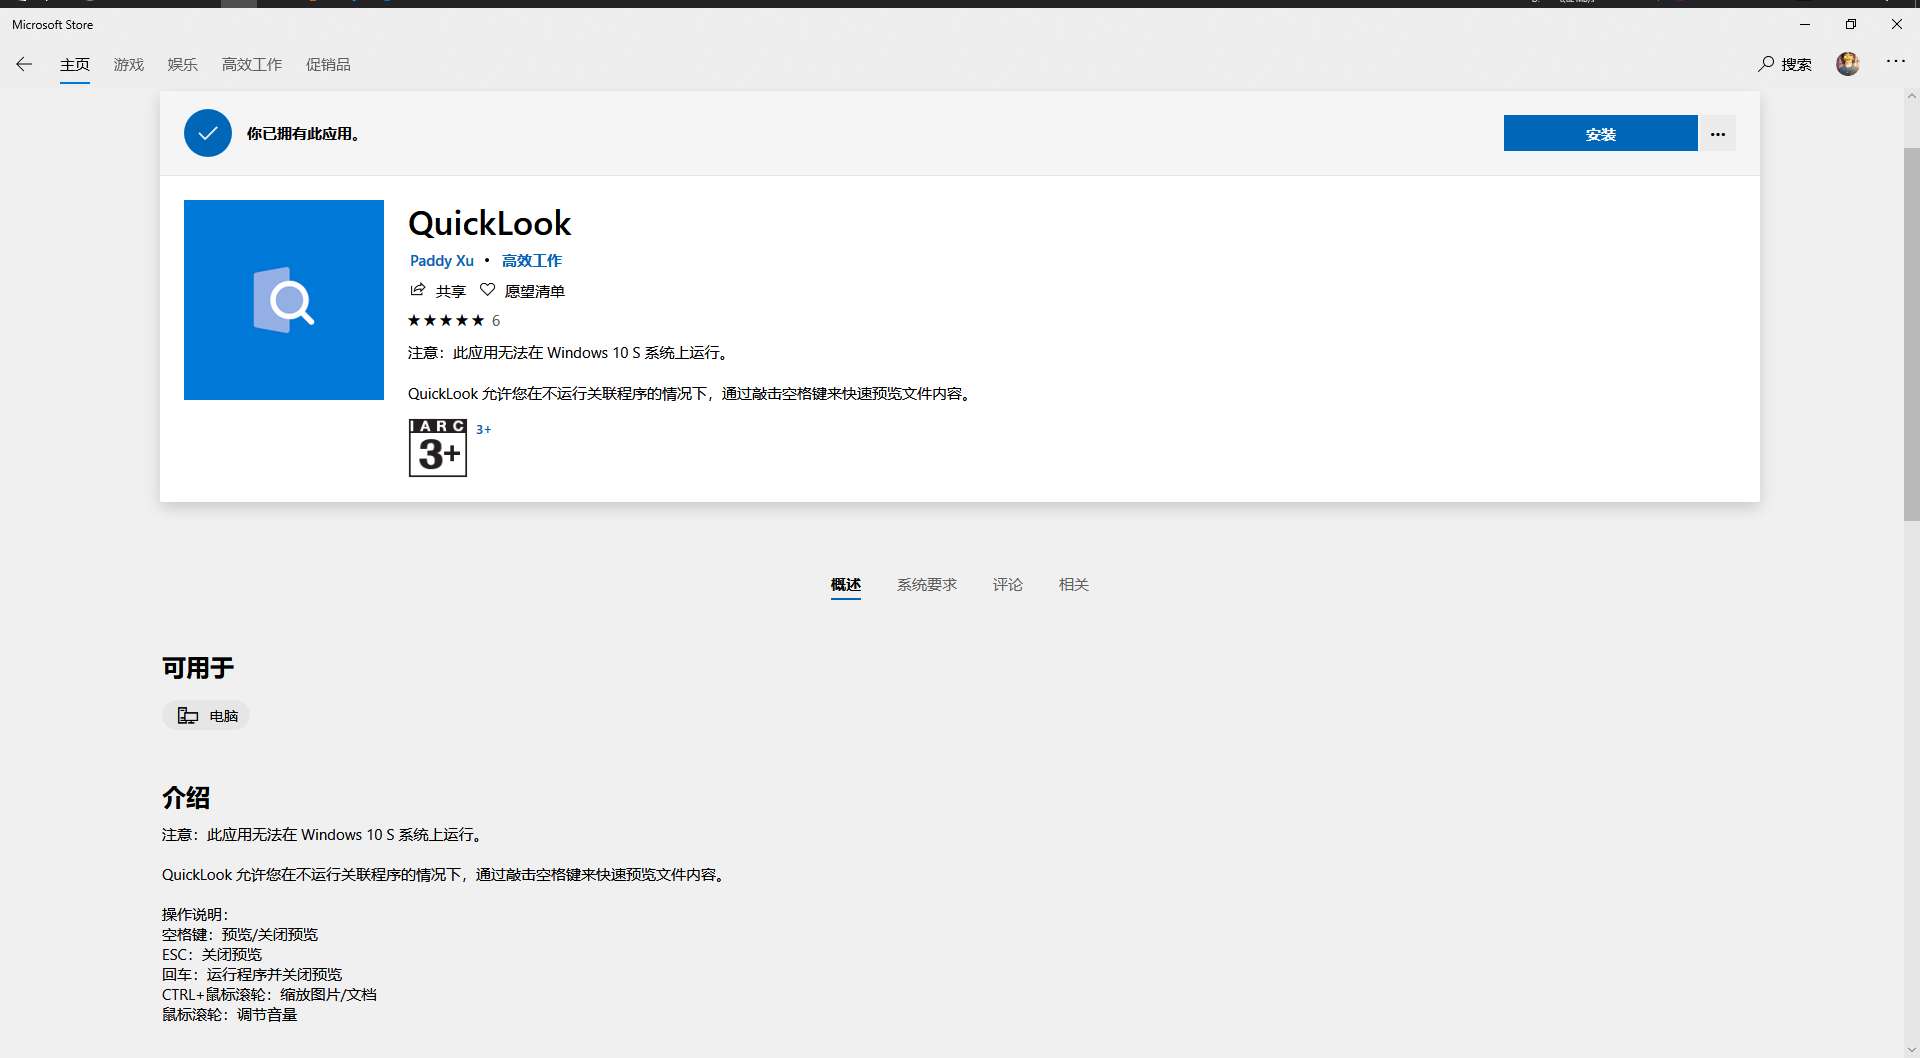 Microsoft Store
主页 游戏 娱乐 高效工作 促销品 搜索
你已拥有此应用。
安装
QuickLook
Paddy Xu • 高效工作
共享 愿望清单
★★★★★ 6
注意：此应用无法在 Windows 10 S 系统上运行。
QuickLook 允许您在不运行关联程序的情况下，通过敲击空格键来快速预览文件内容。
IARC
3+
3+
概述 系统要求 评论 相关
可用于
电脑
介绍
注意：此应用无法在 Windows 10 S 系统上运行。
QuickLook 允许您在不运行关联程序的情况下，通过敲击空格键来快速预览文件内容。
操作说明：
空格键：预览/关闭预览
ESC：关闭预览
回车：运行程序并关闭预览
CTRL+鼠标滚轮：缩放图片/文档
鼠标滚轮：调节音量